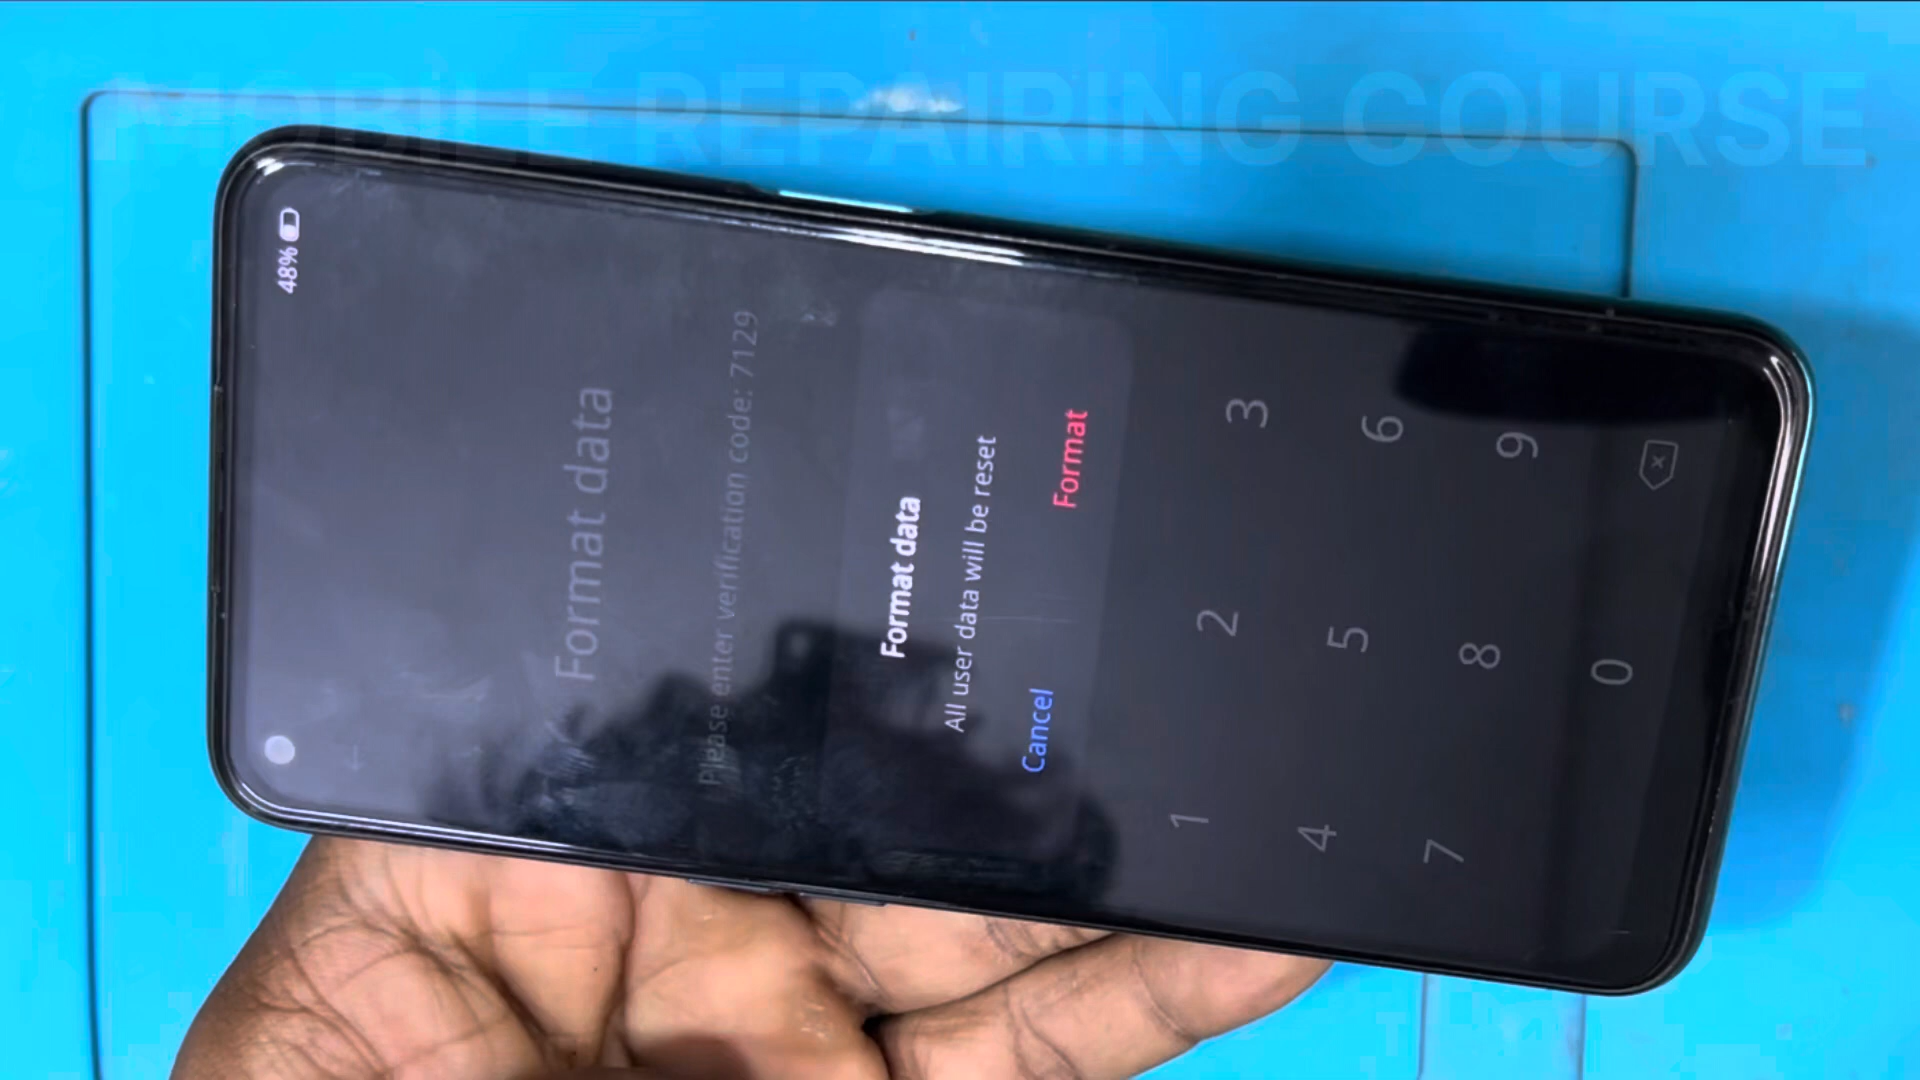 MOBILE REPAIRING COURSE
48%
Format data
Please enter verification code: 7129
Format data
All user data will be reset
Cancel Format
1 2 3
4 5 6
7 8 9
0